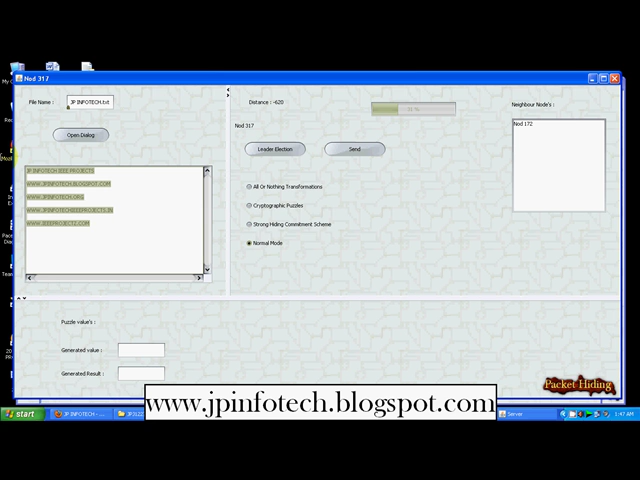 Nod 317
File Name :
JP INFOTECH.txt
Open Dialog
JP INFOTECH IEEE PROJECTS
WWW.JPINFOTECH.BLOGSPOT.COM
WWW.JPINFOTECH.ORG
WWW.JPINFOTECHIEEEPROJECTS.IN
WWW.IEEEPROJECTZ.COM
Distance : -620
31 %
Nod 317
Leader Election
Send
All Or Nothing Transformations
Cryptographic Puzzles
Strong Hiding Commitment Scheme
Normal Mode
Neighbour Node's :
Nod 172
Puzzle value's :
Generated value :
Generated Result :
Packet Hiding
www.jpinfotech.blogspot.com
start
JP INFOTECH - ...
Server
1:47 AM